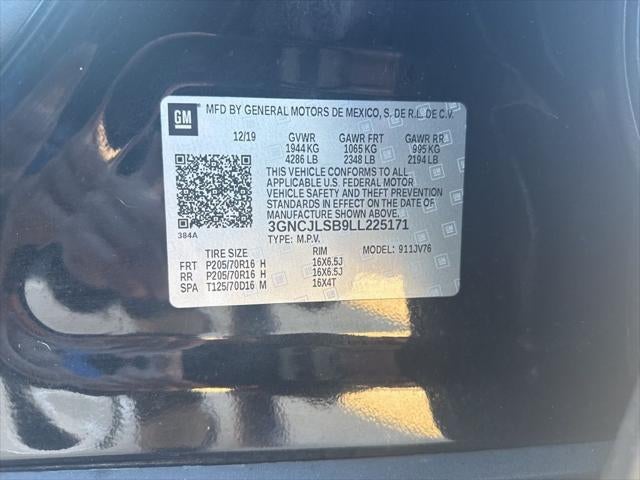 GM
MFD BY GENERAL MOTORS DE MEXICO, S. DE R.L. DE C.V.
12/19 GVWR GAWR FRT GAWR RR
1944 KG 1065 KG 995 KG
4286 LB 2348 LB 2194 LB
THIS VEHICLE CONFORMS TO ALL
APPLICABLE U.S. FEDERAL MOTOR
VEHICLE SAFETY AND THEFT PREVENTION
STANDARDS IN EFFECT ON THE DATE OF
MANUFACTURE SHOWN ABOVE.
384A
3GNCJLSB9LL225171
TYPE: M.P.V. MODEL: 911JV76
TIRE SIZE RIM
FRT P205/70R16 H 16X6.5J
RR P205/70R16 H 16X6.5J
SPA T125/70D16 M 16X4T